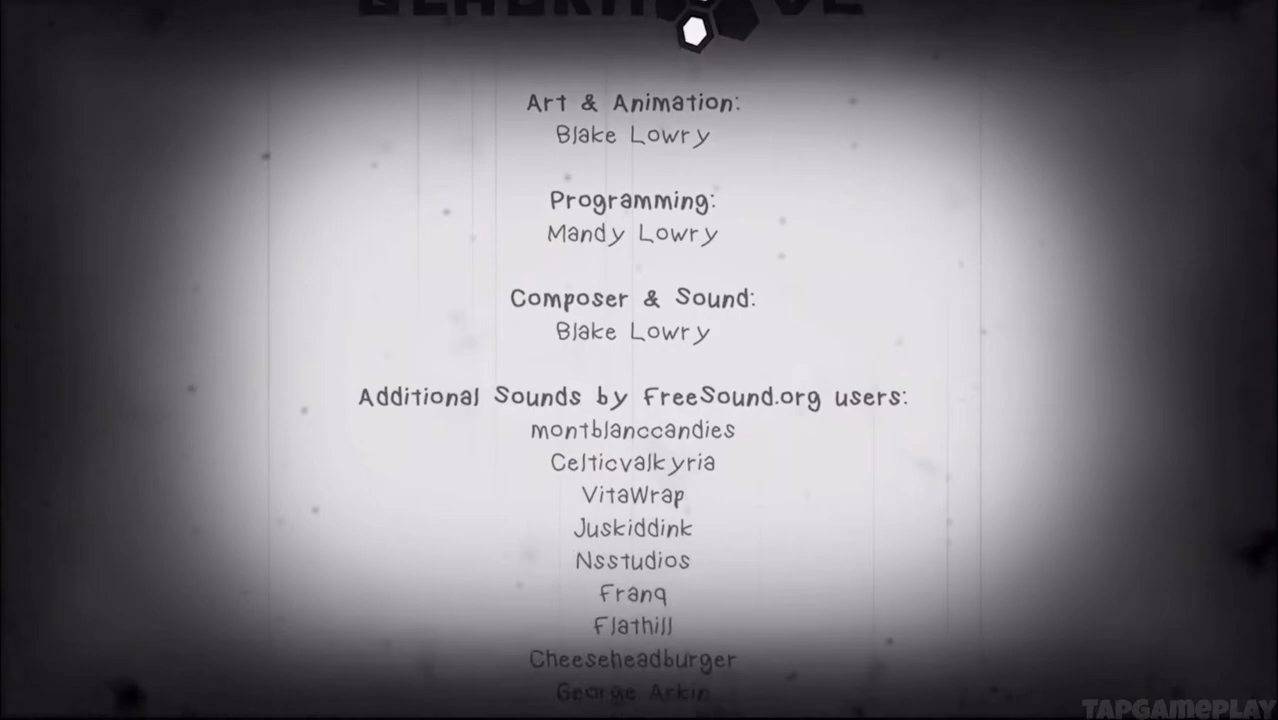 Art & Animation:
Blake Lowry
Programming:
Mandy Lowry
Composer & Sound:
Blake Lowry
Additional Sounds by FreeSound.org users:
montblanccandies
Celticvalkyria
VitaWrap
Juskiddink
Nsstudios
Franq
Flathill
Cheeseheadburger
George Arkin
TAPGAMEPLAY